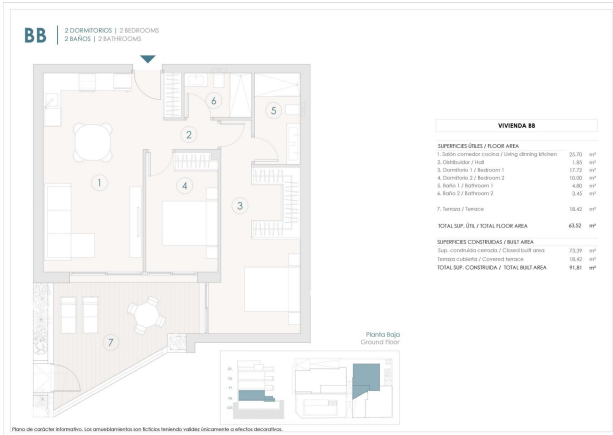 BB
2 DORMITORIOS | 2 BEDROOMS
2 BAÑOS | 2 BATHROOMS
6
5
2
1
4
3
7
Planta Baja
Ground Floor
VIVIENDA BB
SUPERFICIES ÚTILES / FLOOR AREA
1. Salón comedor cocina / Living dinning kitchen 25,70 m²
2. Distribuidor / Hall 1,85 m²
3. Dormitorio 1 / Bedroom 1 17,72 m²
4. Dormitorio 2 / Bedroom 2 10,00 m²
5. Baño 1 / Bathroom 1 4,80 m²
6. Baño 2 / Bathroom 2 3,45 m²
7. Terraza / Terrace 18,42 m²
TOTAL SUP. ÚTIL / TOTAL FLOOR AREA 63,52 m²
SUPERFICIES CONSTRUIDAS / BUILT AREA
Sup. construida cerrada / Closed built area 73,39 m²
Terraza cubierta / Covered terrace 18,42 m²
TOTAL SUP. CONSTRUIDA / TOTAL BUILT AREA 91,81 m²
Plano de carácter informativo. Los amueblamientos son ficticios teniendo validez únicamente a efectos decorativos.